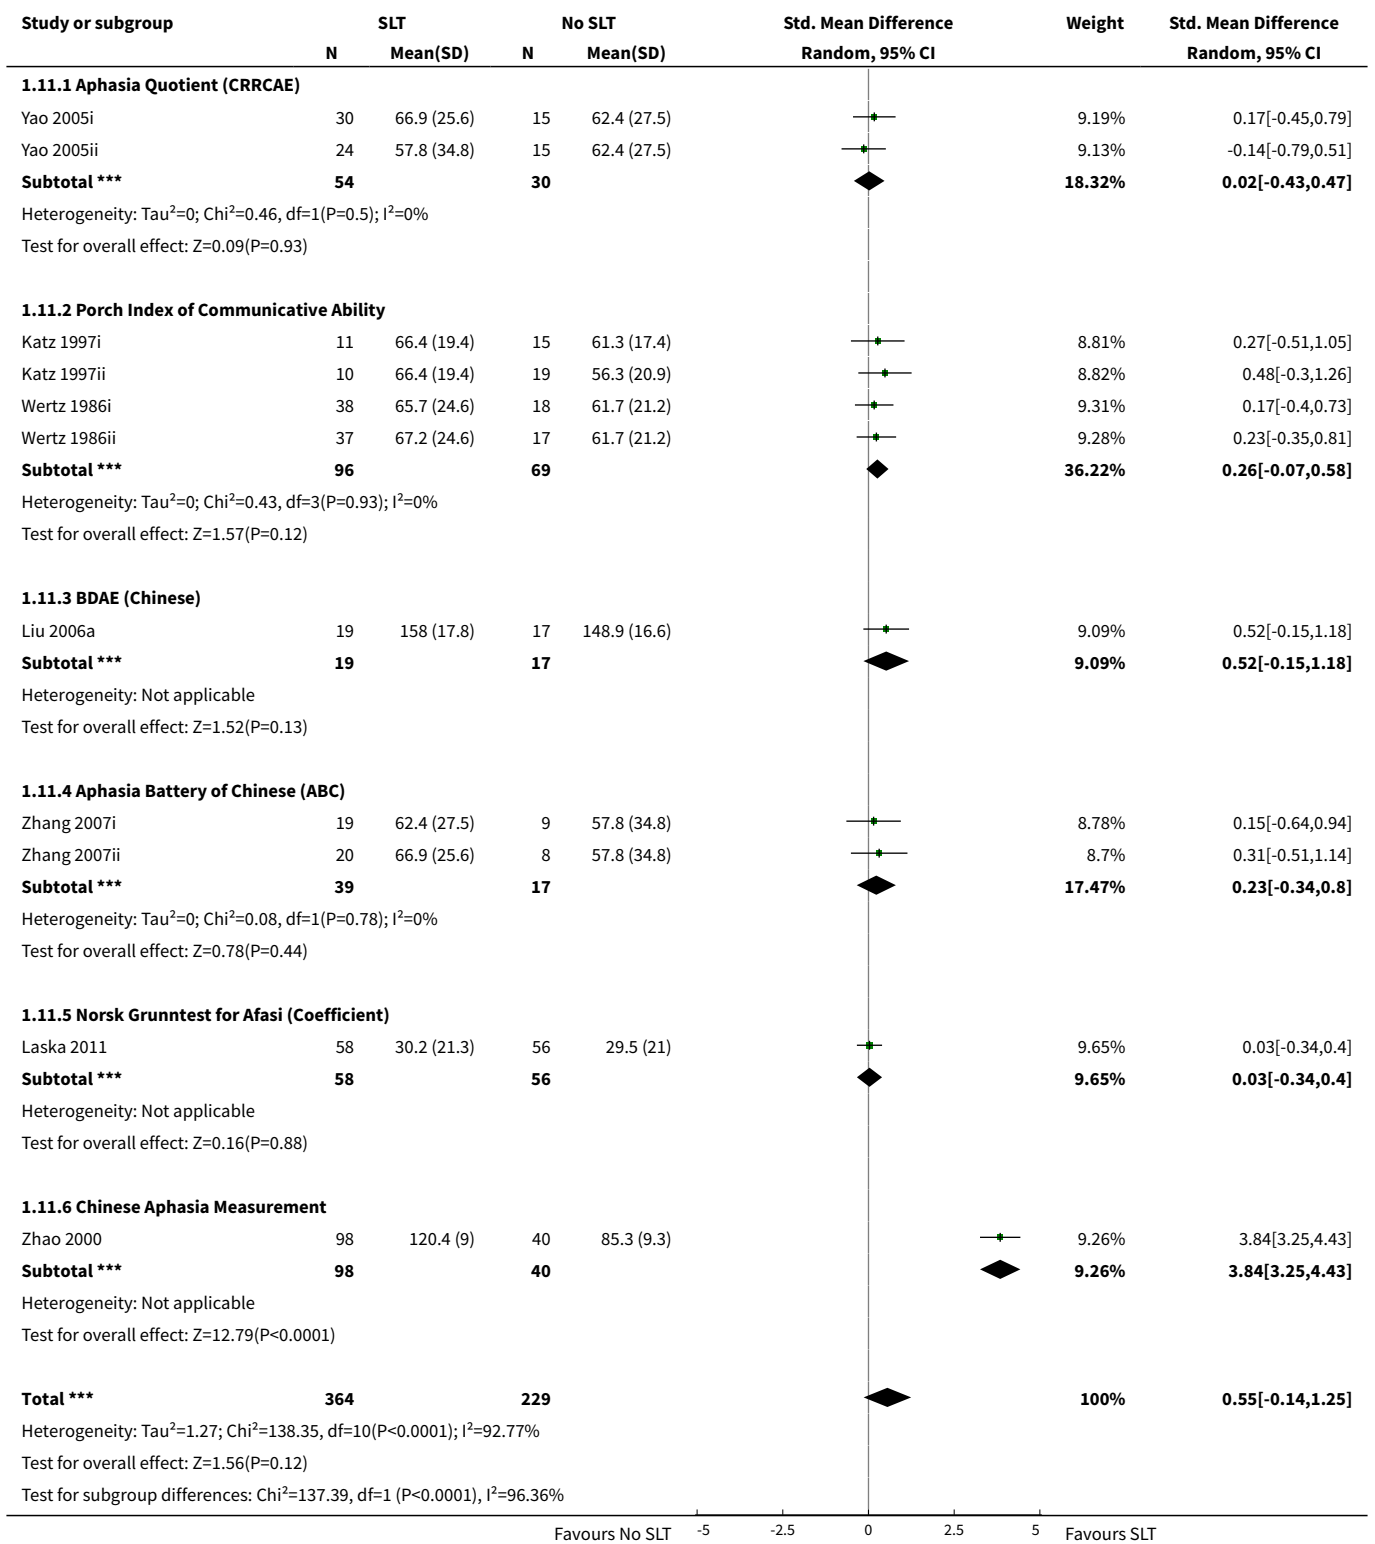 Study or subgroup SLT No SLT Std. Mean Difference Weight Std. Mean Difference
N Mean(SD) N Mean(SD) Random, 95% CI Random, 95% CI
1.11.1 Aphasia Quotient (CRRCAE)
Yao 2005i 30 66.9 (25.6) 15 62.4 (27.5) 9.19% 0.17[-0.45,0.79]
Yao 2005ii 24 57.8 (34.8) 15 62.4 (27.5) 9.13% -0.14[-0.79,0.51]
Subtotal *** 54 30 18.32% 0.02[-0.43,0.47]
Heterogeneity: Tau²=0; Chi²=0.46, df=1(P=0.5); I²=0%
Test for overall effect: Z=0.09(P=0.93)
1.11.2 Porch Index of Communicative Ability
Katz 1997i 11 66.4 (19.4) 15 61.3 (17.4) 8.81% 0.27[-0.51,1.05]
Katz 1997ii 10 66.4 (19.4) 19 56.3 (20.9) 8.82% 0.48[-0.3,1.26]
Wertz 1986i 38 65.7 (24.6) 18 61.7 (21.2) 9.31% 0.17[-0.4,0.73]
Wertz 1986ii 37 67.2 (24.6) 17 61.7 (21.2) 9.28% 0.23[-0.35,0.81]
Subtotal *** 96 69 36.22% 0.26[-0.07,0.58]
Heterogeneity: Tau²=0; Chi²=0.43, df=3(P=0.93); I²=0%
Test for overall effect: Z=1.57(P=0.12)
1.11.3 BDAE (Chinese)
Liu 2006a 19 158 (17.8) 17 148.9 (16.6) 9.09% 0.52[-0.15,1.18]
Subtotal *** 19 17 9.09% 0.52[-0.15,1.18]
Heterogeneity: Not applicable
Test for overall effect: Z=1.52(P=0.13)
1.11.4 Aphasia Battery of Chinese (ABC)
Zhang 2007i 19 62.4 (27.5) 9 57.8 (34.8) 8.78% 0.15[-0.64,0.94]
Zhang 2007ii 20 66.9 (25.6) 8 57.8 (34.8) 8.7% 0.31[-0.51,1.14]
Subtotal *** 39 17 17.47% 0.23[-0.34,0.8]
Heterogeneity: Tau²=0; Chi²=0.08, df=1(P=0.78); I²=0%
Test for overall effect: Z=0.78(P=0.44)
1.11.5 Norsk Grunntest for Afasi (Coefficient)
Laska 2011 58 30.2 (21.3) 56 29.5 (21) 9.65% 0.03[-0.34,0.4]
Subtotal *** 58 56 9.65% 0.03[-0.34,0.4]
Heterogeneity: Not applicable
Test for overall effect: Z=0.16(P=0.88)
1.11.6 Chinese Aphasia Measurement
Zhao 2000 98 120.4 (9) 40 85.3 (9.3) 9.26% 3.84[3.25,4.43]
Subtotal *** 98 40 9.26% 3.84[3.25,4.43]
Heterogeneity: Not applicable
Test for overall effect: Z=12.79(P<0.0001)
Total *** 364 229 100% 0.55[-0.14,1.25]
Heterogeneity: Tau²=1.27; Chi²=138.35, df=10(P<0.0001); I²=92.77%
Test for overall effect: Z=1.56(P=0.12)
Test for subgroup differences: Chi²=137.39, df=1 (P<0.0001), I²=96.36%
Favours No SLT -5 -2.5 0 2.5 5 Favours SLT